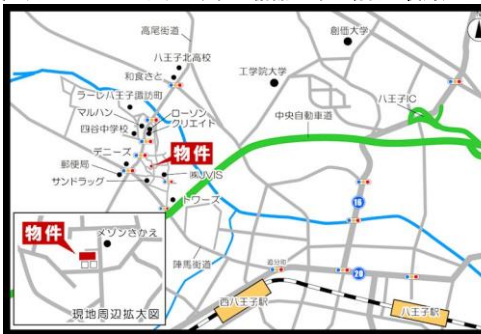 高尾街道
創価大学
八王子北高校
和食さと
工学院大学
ラーレ八王子諏訪町
八王子IC
マルハン
ローソン
クリエイト
四谷中学校
中央自動車道
物件
デニーズ
郵便局
㈱JVIS
サンドラッグ
トワーズ
16
物件
メゾンさかえ
陣馬街道
追分町
20
西八王子駅
八王子駅
現地周辺拡大図